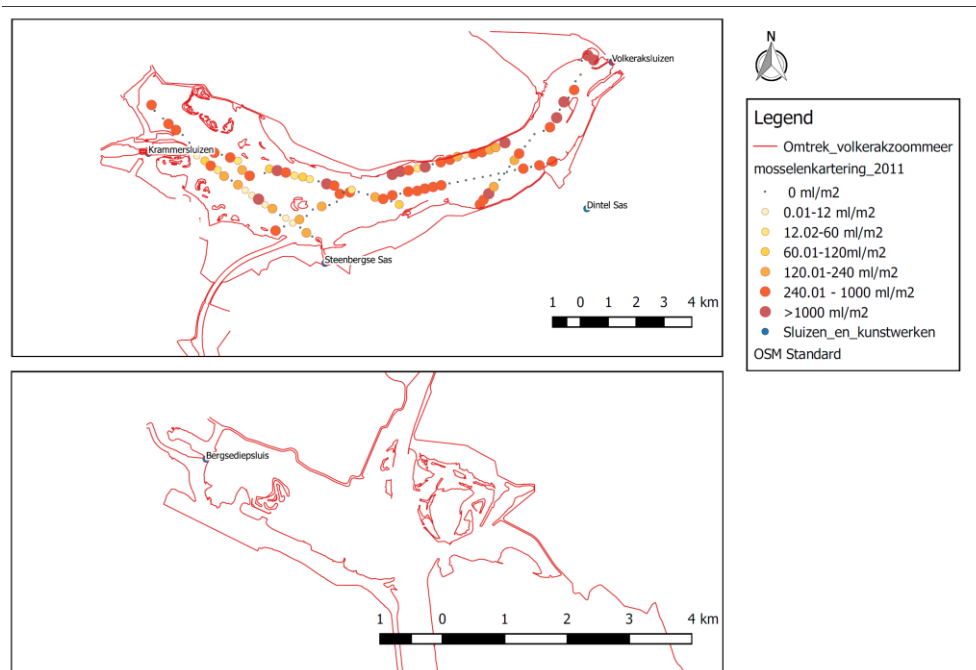 Volkeraksluizen
Krammersluizen
Dintel Sas
Steenbergse Sas
1 0 1 2 3 4 km
N
Legend
Omtrek_volkerakzoommeer
mosselenkartering_2011
0 ml/m2
0.01-12 ml/m2
12.02-60 ml/m2
60.01-120ml/m2
120.01-240 ml/m2
240.01 - 1000 ml/m2
>1000 ml/m2
Sluizen_en_kunstwerken
OSM Standard
Bergsediepsluis
1 0 1 2 3 4 km